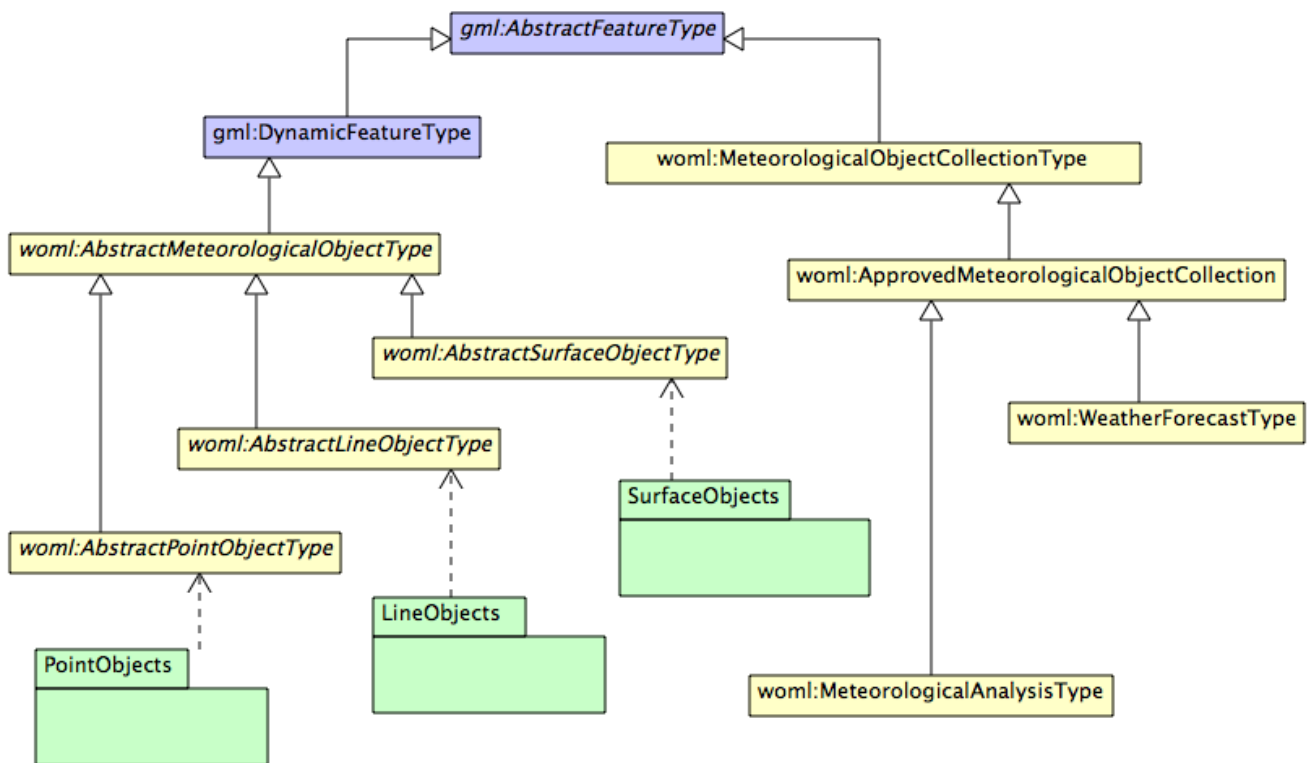 gml:AbstractFeatureType
gml:DynamicFeatureType
woml:MeteorologicalObjectCollectionType
woml:AbstractMeteorologicalObjectType
woml:ApprovedMeteorologicalObjectCollection
woml:AbstractSurfaceObjectType
woml:WeatherForecastType
woml:AbstractLineObjectType
SurfaceObjects
woml:AbstractPointObjectType
LineObjects
PointObjects
woml:MeteorologicalAnalysisType